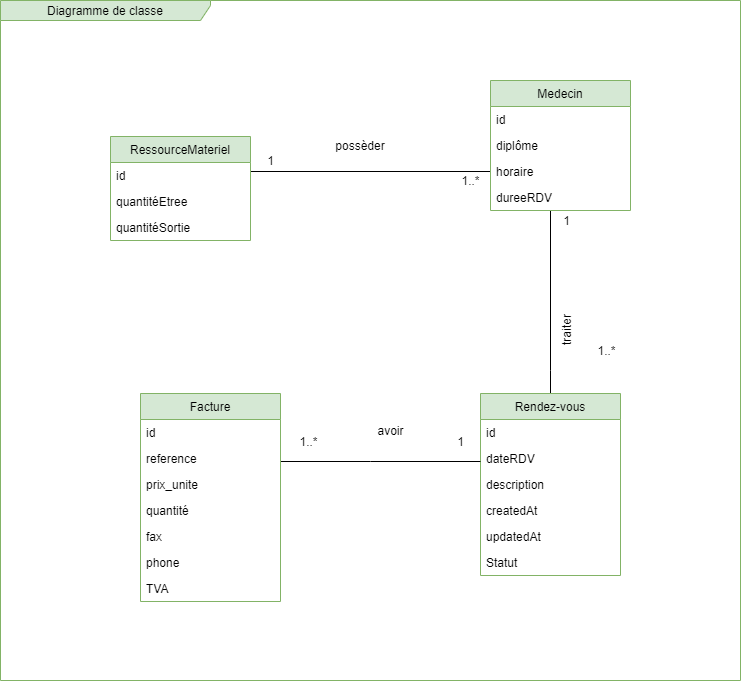 Diagramme de classe
Medecin
id
diplôme
horaire
dureeRDV
possèder
1
1..*
RessourceMateriel
id
quantitéEtree
quantitéSortie
1
traiter
1..*
Facture
id
reference
prix_unite
quantité
fax
phone
TVA
avoir
1..*
1
Rendez-vous
id
dateRDV
description
createdAt
updatedAt
Statut